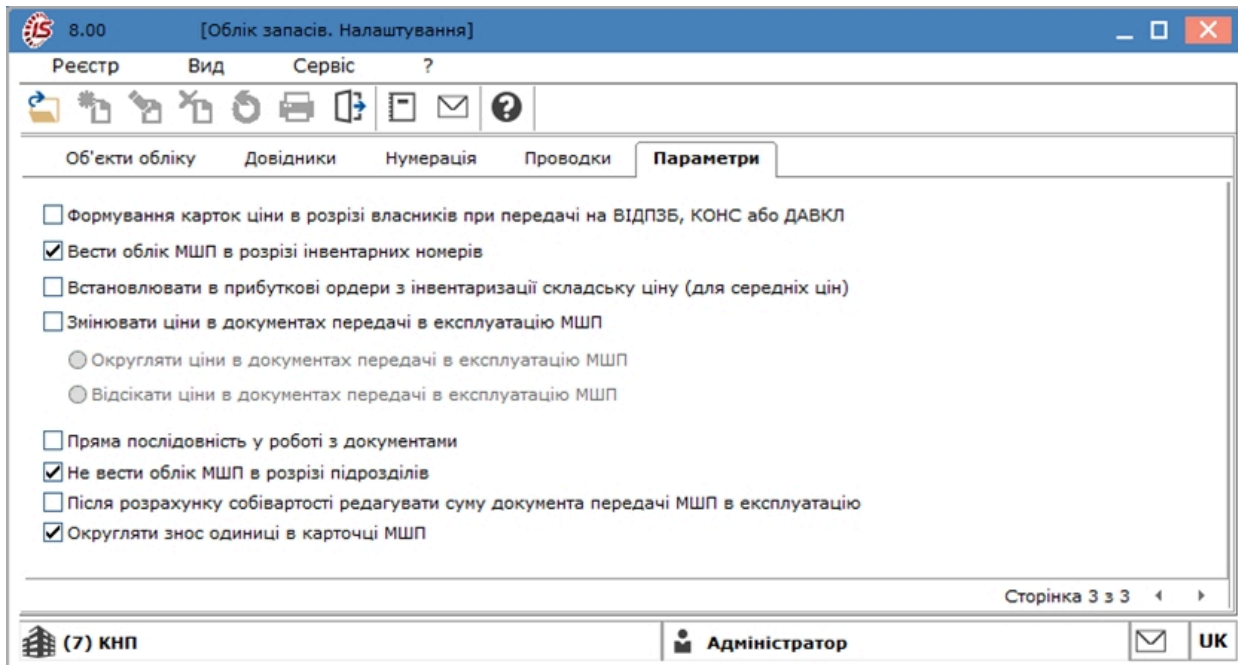 IS 8.00 [Облік запасів. Налаштування]
Реєстр Вид Сервіс ?
Об'єкти обліку Довідники Нумерація Проводки Параметри
Формування карток ціни в розрізі власників при передачі на ВІДПЗБ, КОНС або ДАВКЛ
Вести облік МШП в розрізі інвентарних номерів
Встановлювати в прибуткові ордери з інвентаризації складську ціну (для середніх цін)
Змінювати ціни в документах передачі в експлуатацію МШП
Округляти ціни в документах передачі в експлуатацію МШП
Відсікати ціни в документах передачі в експлуатацію МШП
Пряма послідовність у роботі з документами
Не вести облік МШП в розрізі підрозділів
Після розрахунку собівартості редагувати суму документа передачі МШП в експлуатацію
Округляти знос одиниці в карточці МШП
Сторінка 3 з 3
(7) КНП Адміністратор UK